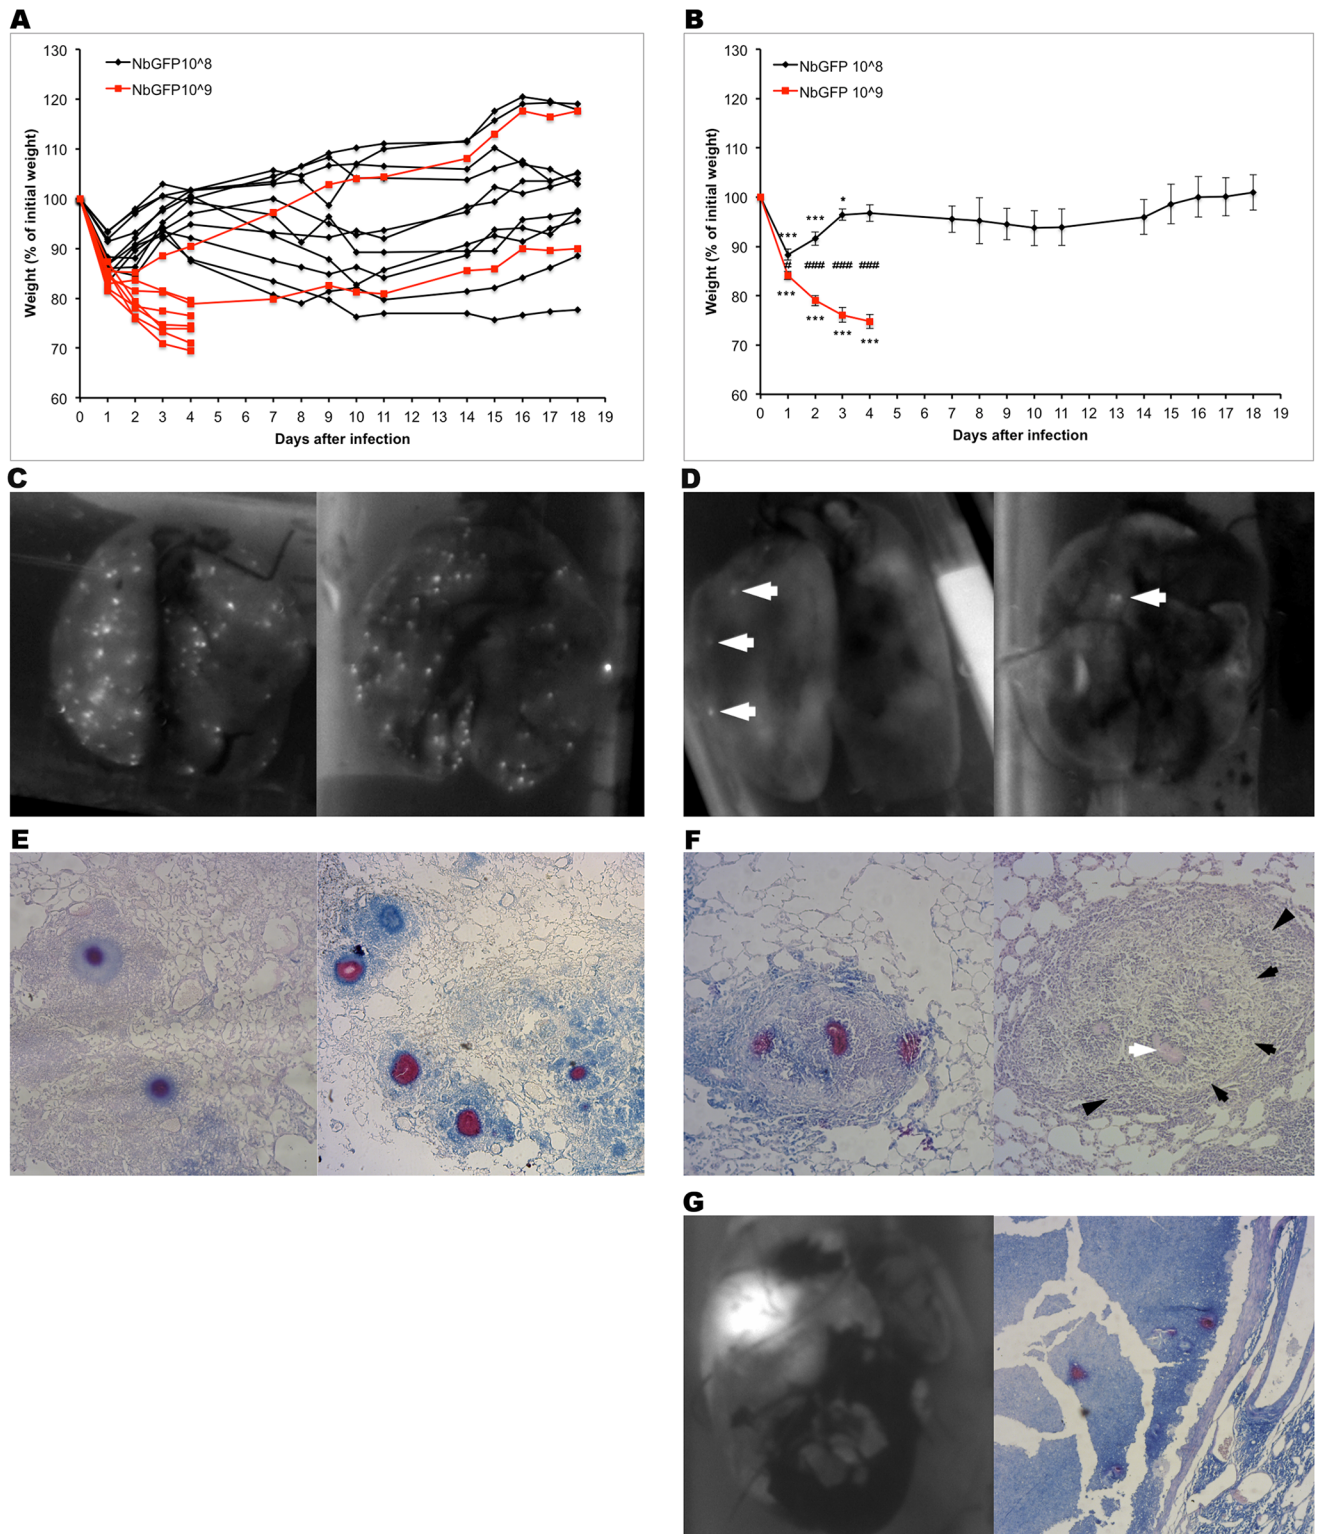 A
130
120
110
100
90
80
70
60
Weight (% of initial weight)
NbGFP10^8
NbGFP10^9
0 1 2 3 4 5 6 7 8 9 10 11 12 13 14 15 16 17 18 19
Days after infection
B
130
120
110
100
90
80
70
60
Weight (% of initial weight)
NbGFP 10^8
NbGFP 10^9
*** *** *
# ### ### ###
*** *** *** ***
0 1 2 3 4 5 6 7 8 9 10 11 12 13 14 15 16 17 18 19
Days after infection
C
D
E
F
G